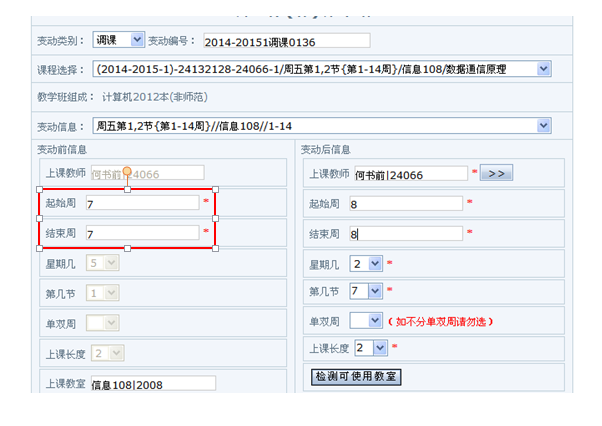 变动类别： 调课 变动编号： 2014-20151调课0136
课程选择： (2014-2015-1)-24132128-24066-1/周五第1,2节{第1-14周}/信息108/数据通信原理
教学班组成： 计算机2012本(非师范)
变动信息： 周五第1,2节{第1-14周}//信息108//1-14
变动前信息
上课教师 何书前|24066
起始周 7 *
结束周 7 *
星期几 5
第几节 1
单双周
上课长度 2
上课教室 信息108|2008
变动后信息
上课教师 何书前|24066 * >>
起始周 8 *
结束周 8 *
星期几 2 *
第几节 7 *
单双周 （如不分单双周请勿选）
上课长度 2 *
检测可使用教室